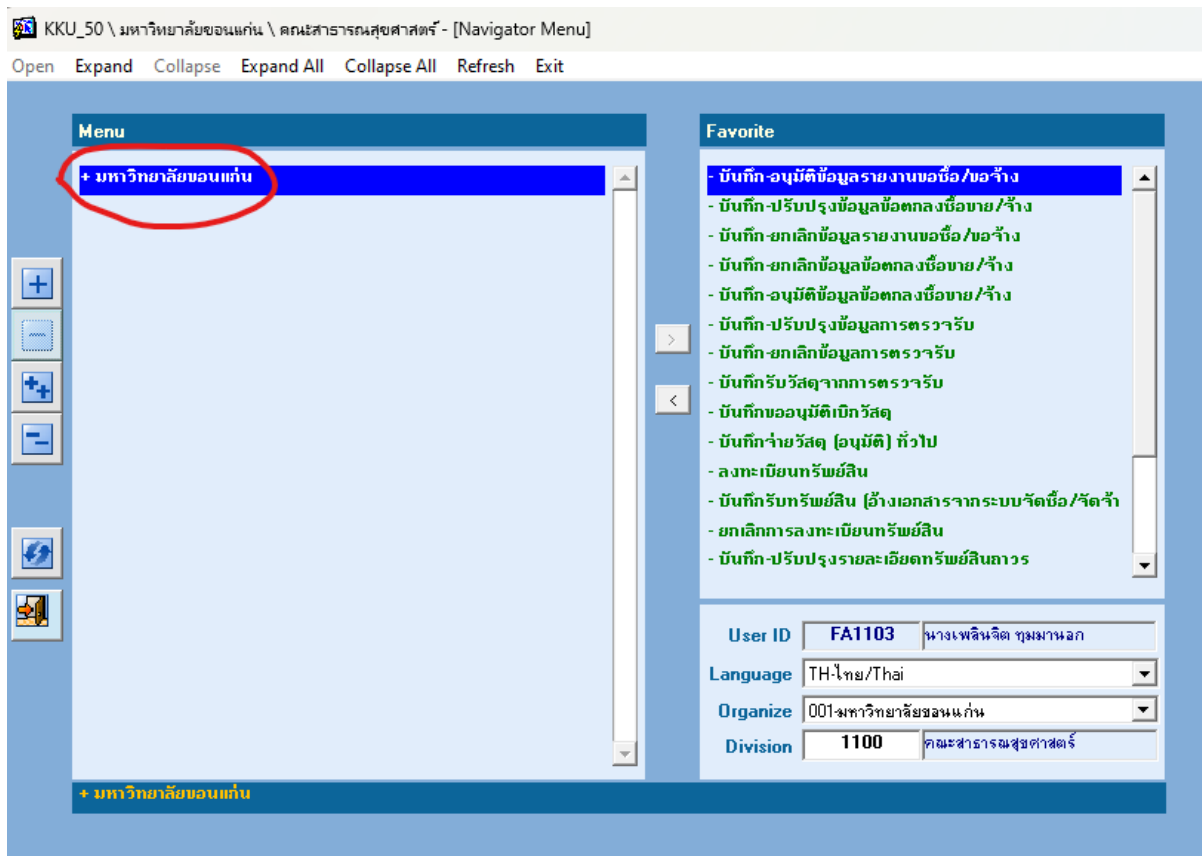 KKU_50 \ มหาวิทยาลัยขอนแก่น \ คณะสาธารณสุขศาสตร์ - [Navigator Menu]
Open Expand Collapse Expand All Collapse All Refresh Exit
Menu
+ มหาวิทยาลัยขอนแก่น
Favorite
- บันทึก-อนุมัติข้อมูลรายงานขอซื้อ/ขอจ้าง
- บันทึก-ปรับปรุงข้อมูลข้อตกลงซื้อขาย/จ้าง
- บันทึก-ยกเลิกข้อมูลรายงานขอซื้อ/ขอจ้าง
- บันทึก-ยกเลิกข้อมูลข้อตกลงซื้อขาย/จ้าง
- บันทึก-อนุมัติข้อมูลข้อตกลงซื้อขาย/จ้าง
- บันทึก-ปรับปรุงข้อมูลการตรวจรับ
- บันทึก-ยกเลิกข้อมูลการตรวจรับ
- บันทึกรับวัสดุจากการตรวจรับ
- บันทึกขออนุมัติเบิกวัสดุ
- บันทึกจ่ายวัสดุ (อนุมัติ) ทั่วไป
- ลงทะเบียนทรัพย์สิน
- บันทึกรับทรัพย์สิน (อ้างเอกสารจากระบบจัดซื้อ/จัดจ้า
- ยกเลิกการลงทะเบียนทรัพย์สิน
- บันทึก-ปรับปรุงรายละเอียดทรัพย์สินถาวร
User ID FA1103 นางเพลินจิต ทุมมานอก
Language TH-ไทย/Thai
Organize 001-มหาวิทยาลัยขอนแก่น
Division 1100 คณะสาธารณสุขศาสตร์
+ มหาวิทยาลัยขอนแก่น